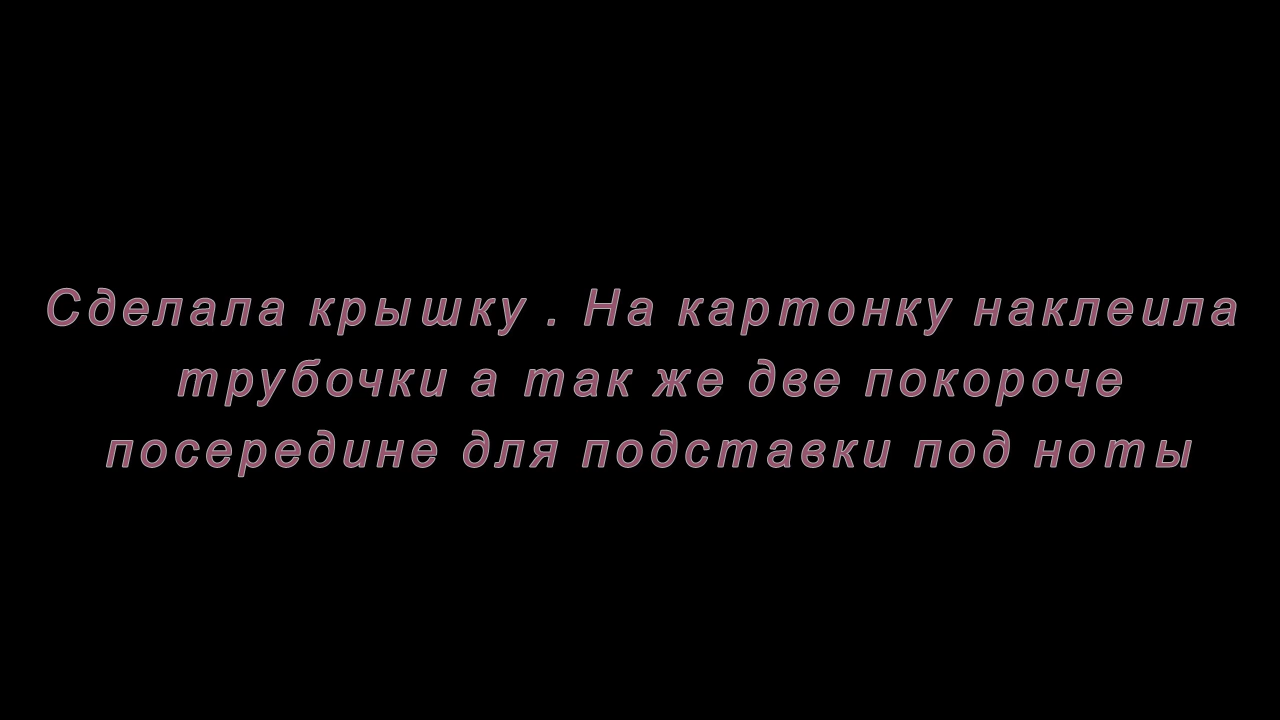 Сделала крышку . На картонку наклеила
трубочки а так же две покороче
посередине для подставки под ноты